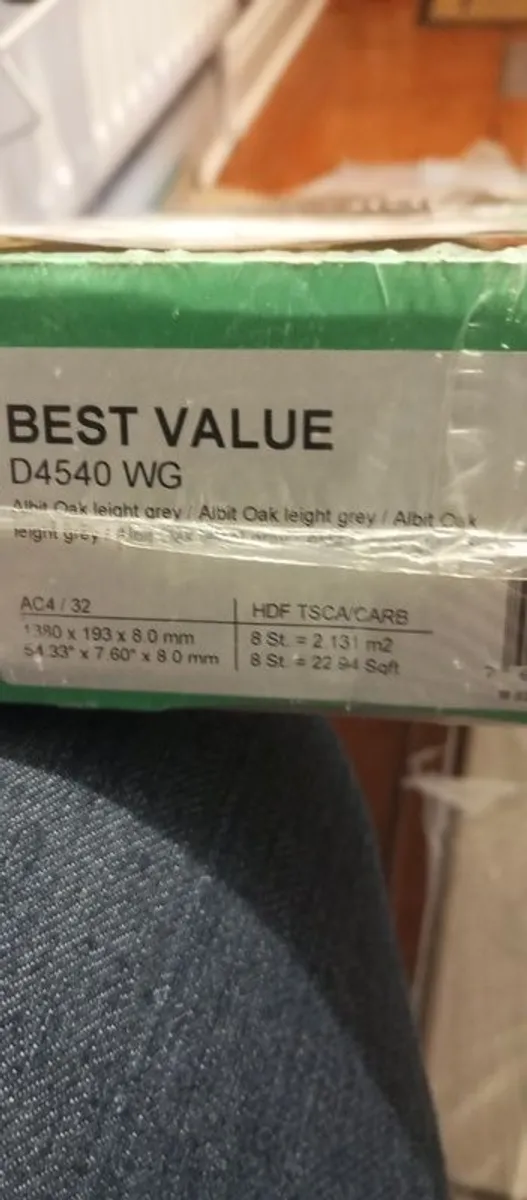 BEST VALUE
D4540 WG
Albit Oak leight grey / Albit Oak leight grey / Albit Oak
leight grey /
AC4 / 32
HDF TSCA/CARB
1380 x 193 x 8.0 mm
8 St. = 2.131 m2
54.33" x 7.60" x 8.0 mm
8 St. = 22.94 Sqft